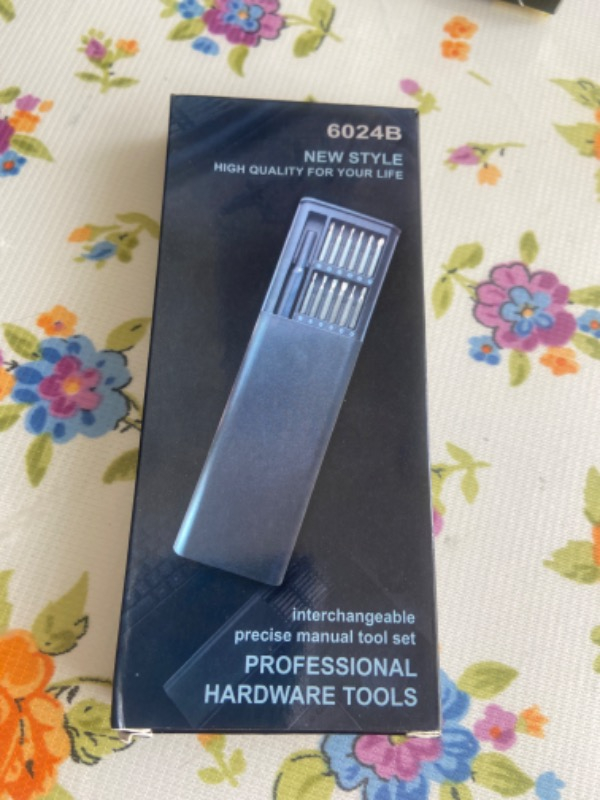 6024B
NEW STYLE
HIGH QUALITY FOR YOUR LIFE
interchangeable
precise manual tool set
PROFESSIONAL
HARDWARE TOOLS